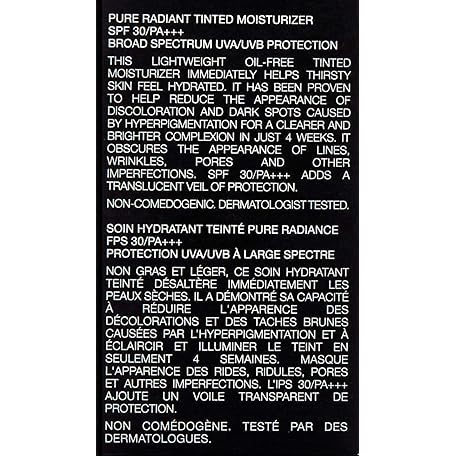 PURE RADIANT TINTED MOISTURIZER
SPF 30/PA+++
BROAD SPECTRUM UVA/UVB PROTECTION
THIS LIGHTWEIGHT OIL-FREE TINTED
MOISTURIZER IMMEDIATELY HELPS THIRSTY
SKIN FEEL HYDRATED. IT HAS BEEN PROVEN
TO HELP REDUCE THE APPEARANCE OF
DISCOLORATION AND DARK SPOTS CAUSED
BY HYPERPIGMENTATION FOR A CLEARER AND
BRIGHTER COMPLEXION IN JUST 4 WEEKS. IT
OBSCURES THE APPEARANCE OF LINES,
WRINKLES, PORES AND OTHER
IMPERFECTIONS. SPF 30/PA+++ ADDS A
TRANSLUCENT VEIL OF PROTECTION.
NON-COMEDOGENIC. DERMATOLOGIST TESTED.
SOIN HYDRATANT TEINTÉ PURE RADIANCE
FPS 30/PA+++
PROTECTION UVA/UVB À LARGE SPECTRE
NON GRAS ET LÉGER, CE SOIN HYDRATANT
TEINTÉ DÉSALTÈRE IMMÉDIATEMENT LES
PEAUX SÈCHES. IL A DÉMONTRÉ SA CAPACITÉ
À RÉDUIRE L'APPARENCE DES
DÉCOLORATIONS ET DES TACHES BRUNES
CAUSÉES PAR L'HYPERPIGMENTATION ET À
ÉCLAIRCIR ET ILLUMINER LE TEINT EN
SEULEMENT 4 SEMAINES. MASQUE
L'APPARENCE DES RIDES, RIDULES, PORES
ET AUTRES IMPERFECTIONS. L'IPS 30/PA+++
AJOUTE UN VOILE TRANSPARENT DE
PROTECTION.
NON COMÉDOGÈNE. TESTÉ PAR DES
DERMATOLOGUES.